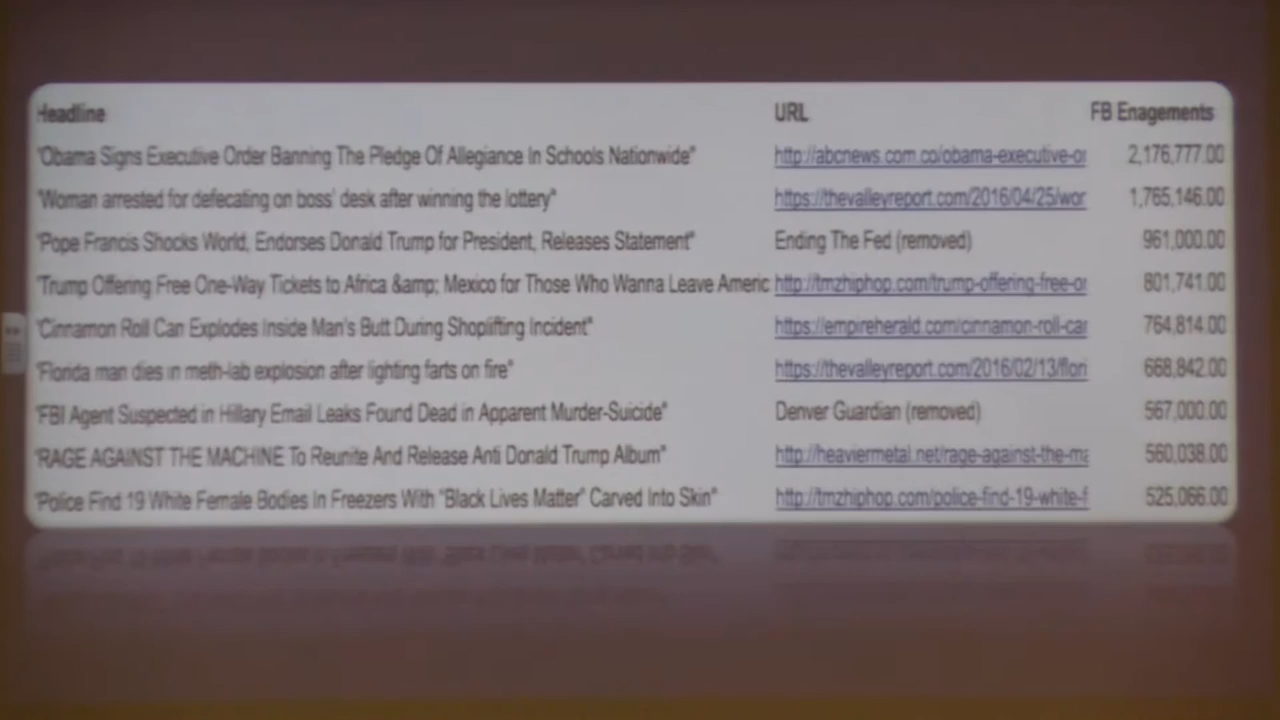 Headline URL FB Enagements
"Obama Signs Executive Order Banning The Pledge Of Allegiance In Schools Nationwide" http://abcnews.com.co/obama-executive-or 2,176,777.00
"Woman arrested for defecating on boss' desk after winning the lottery" https://thevalleyreport.com/2016/04/25/wor 1,765,146.00
"Pope Francis Shocks World, Endorses Donald Trump for President, Releases Statement" Ending The Fed (removed) 961,000.00
"Trump Offering Free One-Way Tickets to Africa &amp; Mexico for Those Who Wanna Leave Americ http://tmzhiphop.com/trump-offering-free-or 801,741.00
"Cinnamon Roll Can Explodes Inside Man's Butt During Shoplifting Incident" https://empireherald.com/cinnamon-roll-car 764,814.00
"Florida man dies in meth-lab explosion after lighting farts on fire" https://thevalleyreport.com/2016/02/13/flori 668,842.00
"FBI Agent Suspected in Hillary Email Leaks Found Dead in Apparent Murder-Suicide" Denver Guardian (removed) 567,000.00
"RAGE AGAINST THE MACHINE To Reunite And Release Anti Donald Trump Album" http://heaviermetal.net/rage-against-the-ma 560,038.00
"Police Find 19 White Female Bodies In Freezers With "Black Lives Matter" Carved Into Skin" http://tmzhiphop.com/police-find-19-white-f 525,066.00